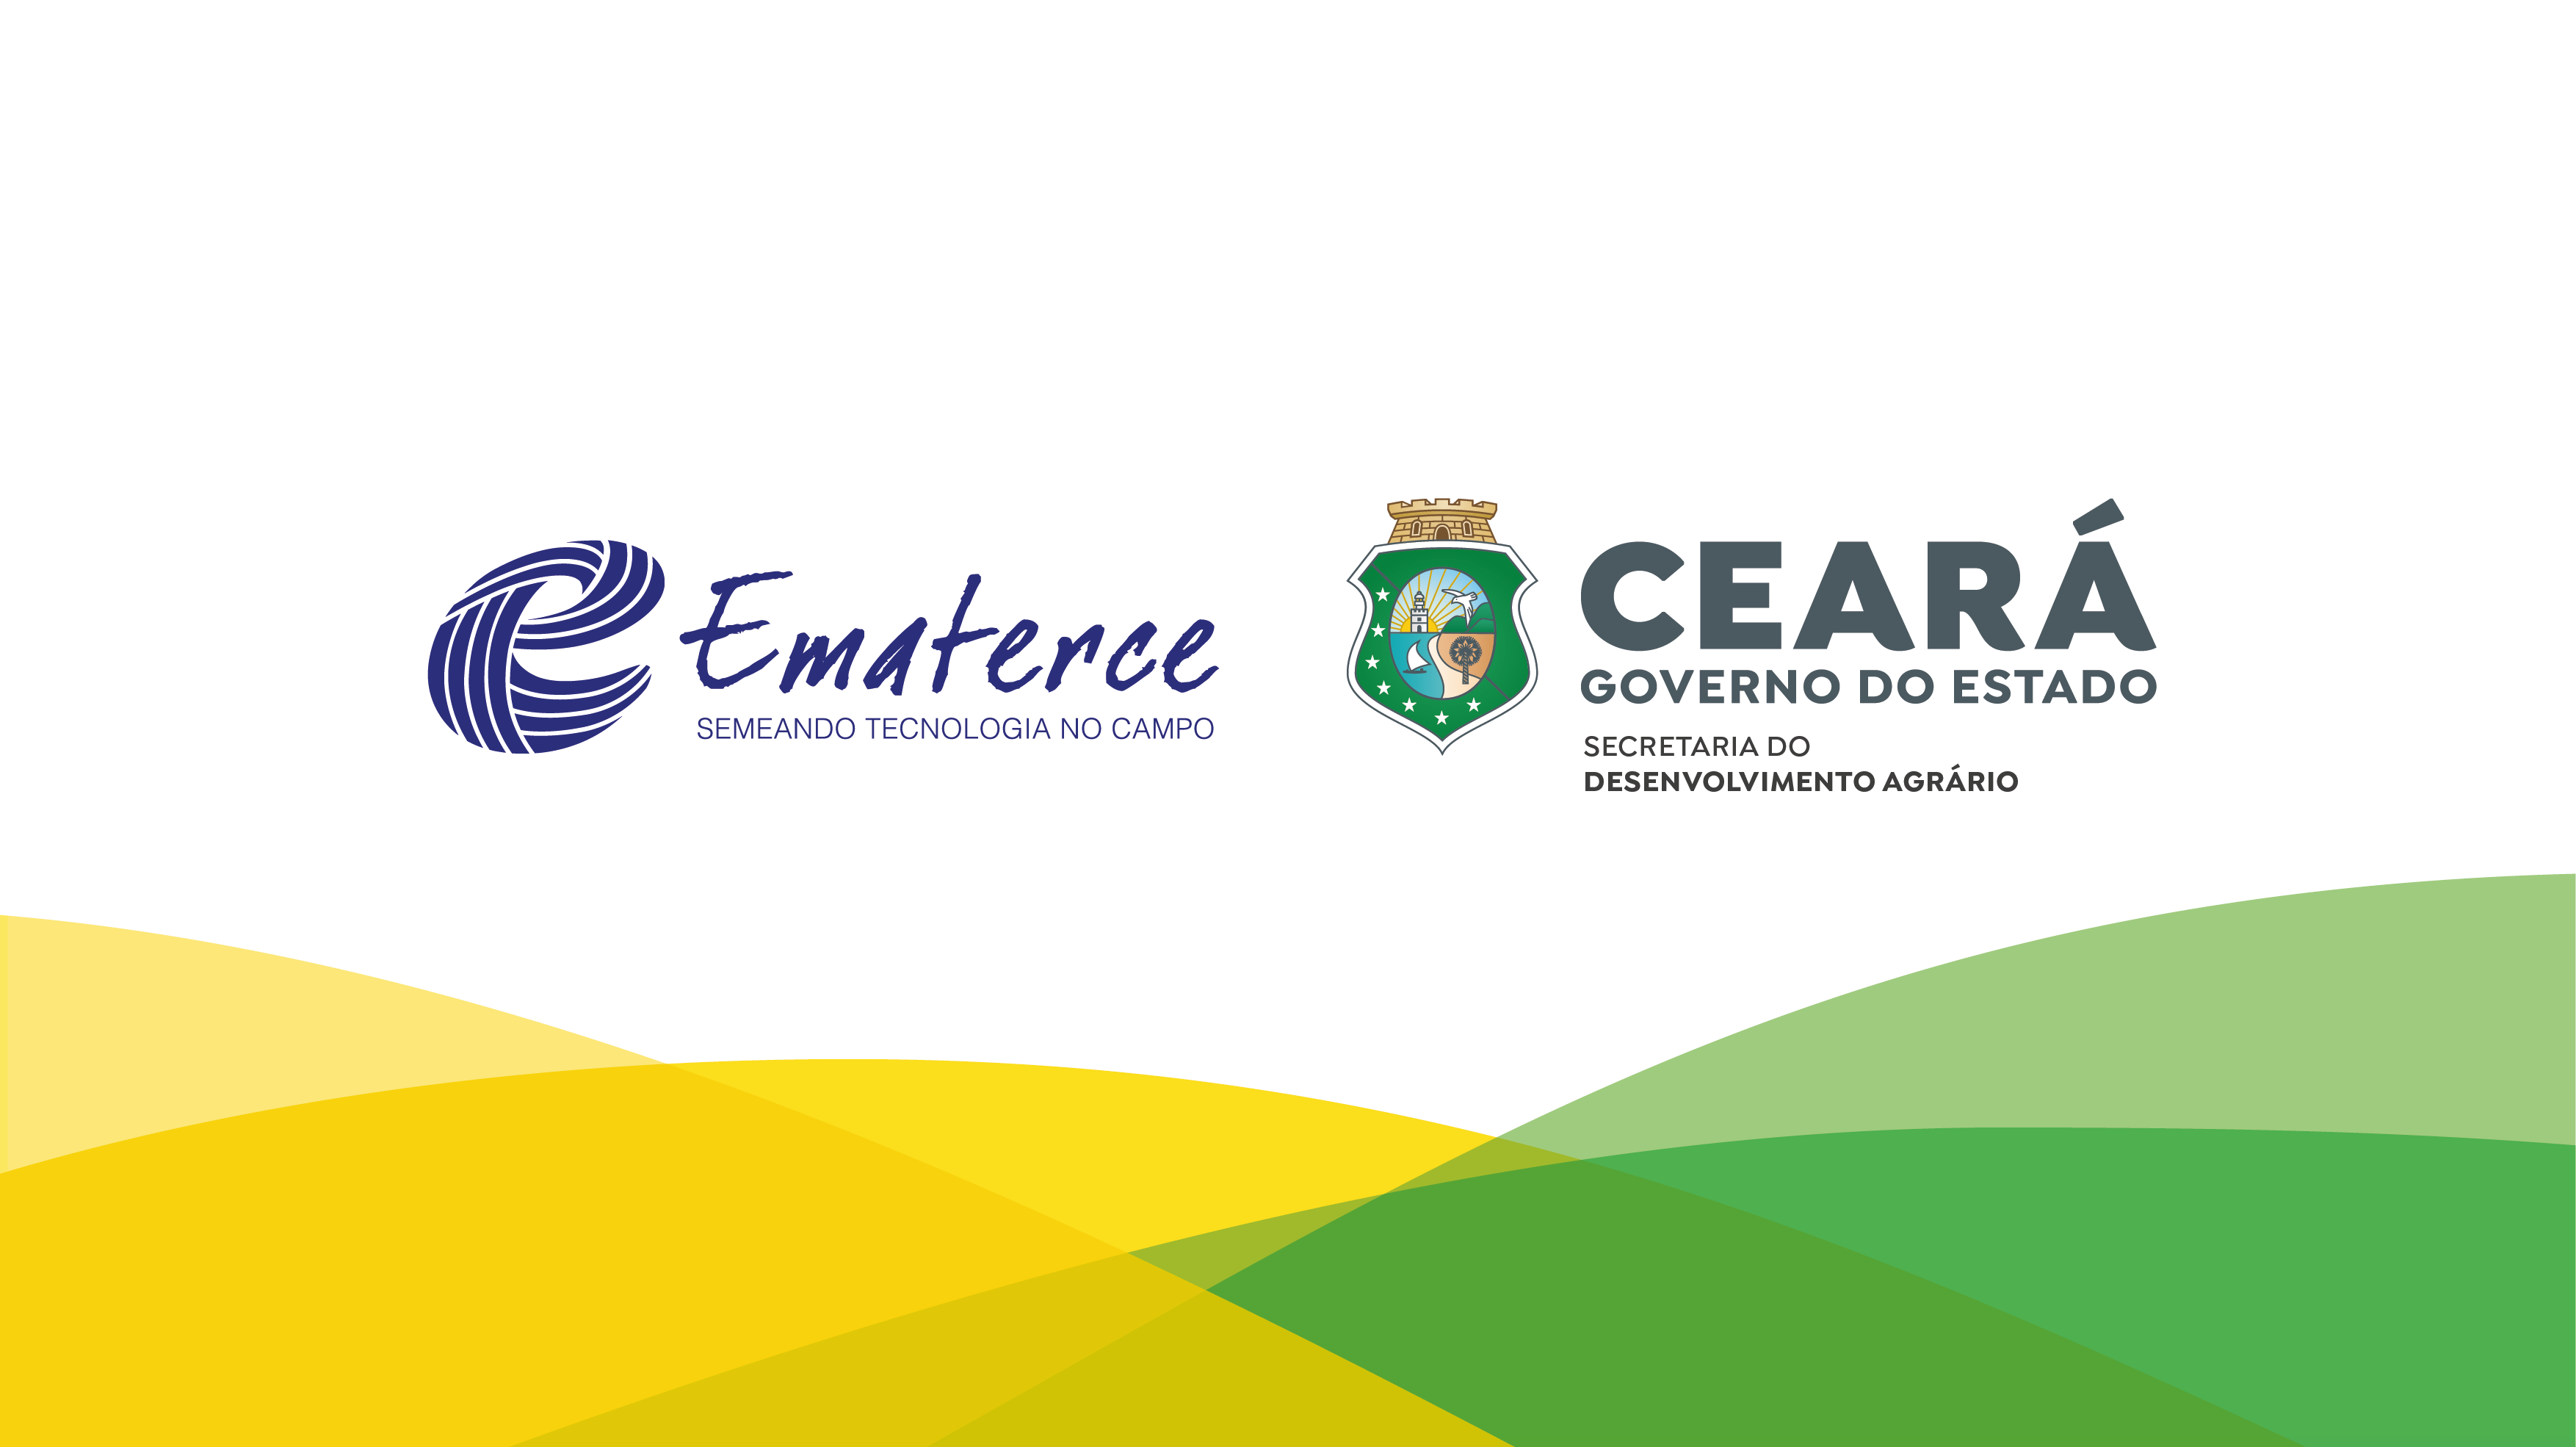 Ematerce
SEMEANDO TECNOLOGIA NO CAMPO
CEARÁ
GOVERNO DO ESTADO
SECRETARIA DO
DESENVOLVIMENTO AGRÁRIO